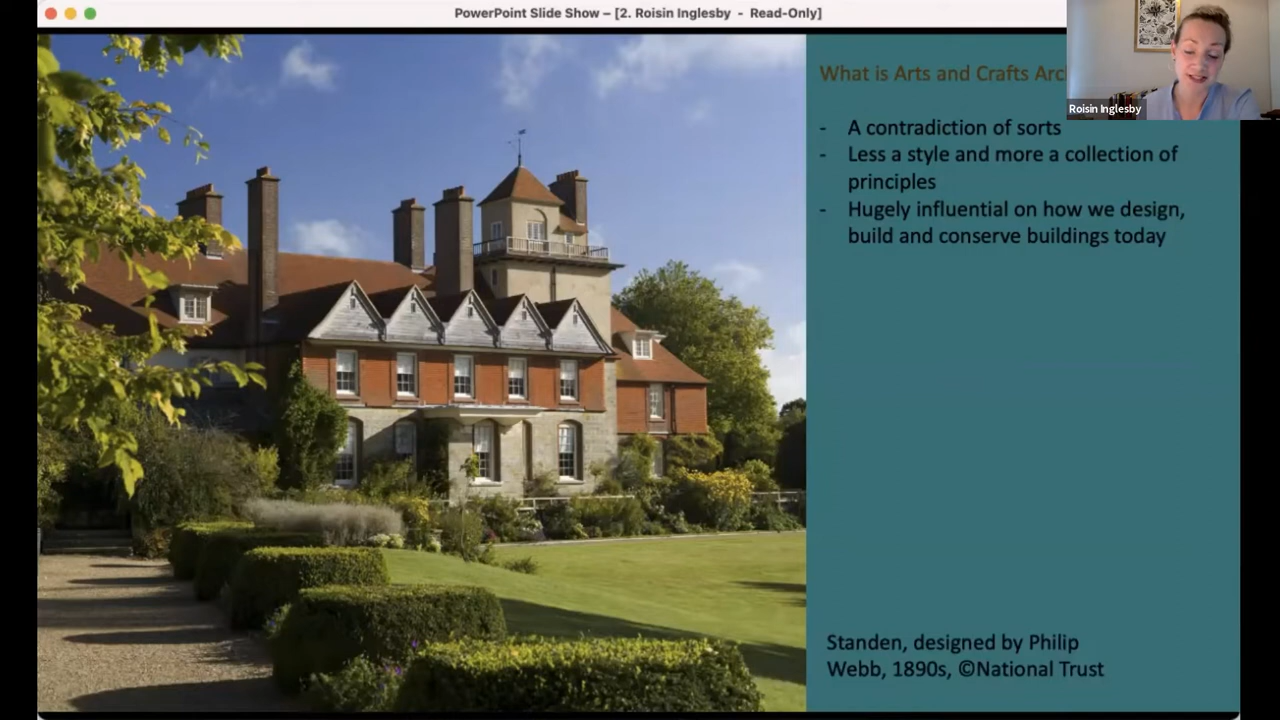 PowerPoint Slide Show – [2. Roisin Inglesby - Read-Only]
What is Arts and Crafts
Roisin Inglesby
- A contradiction of sorts
- Less a style and more a collection of
principles
- Hugely influential on how we design,
build and conserve buildings today
Standen, designed by Philip
Webb, 1890s, ©National Trust